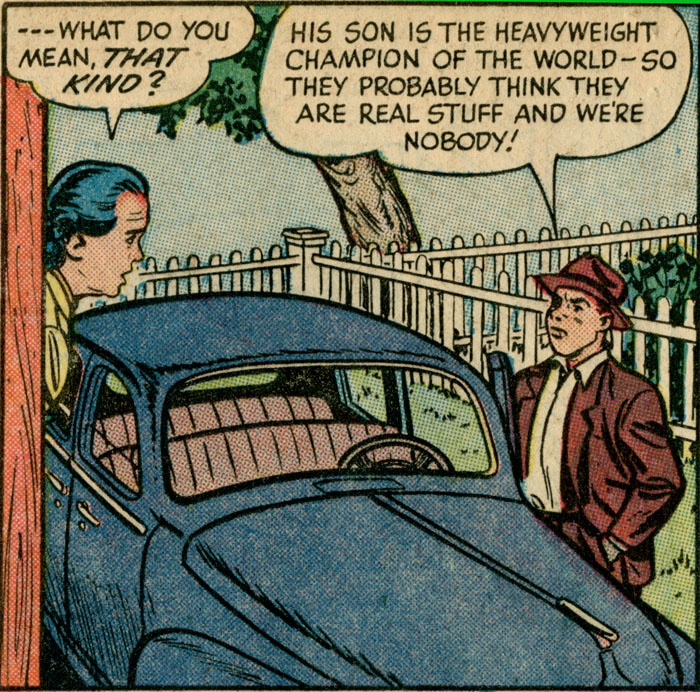 ---WHAT DO YOU
MEAN, THAT
KIND?
HIS SON IS THE HEAVYWEIGHT
CHAMPION OF THE WORLD—SO
THEY PROBABLY THINK THEY
ARE REAL STUFF AND WE'RE
NOBODY!